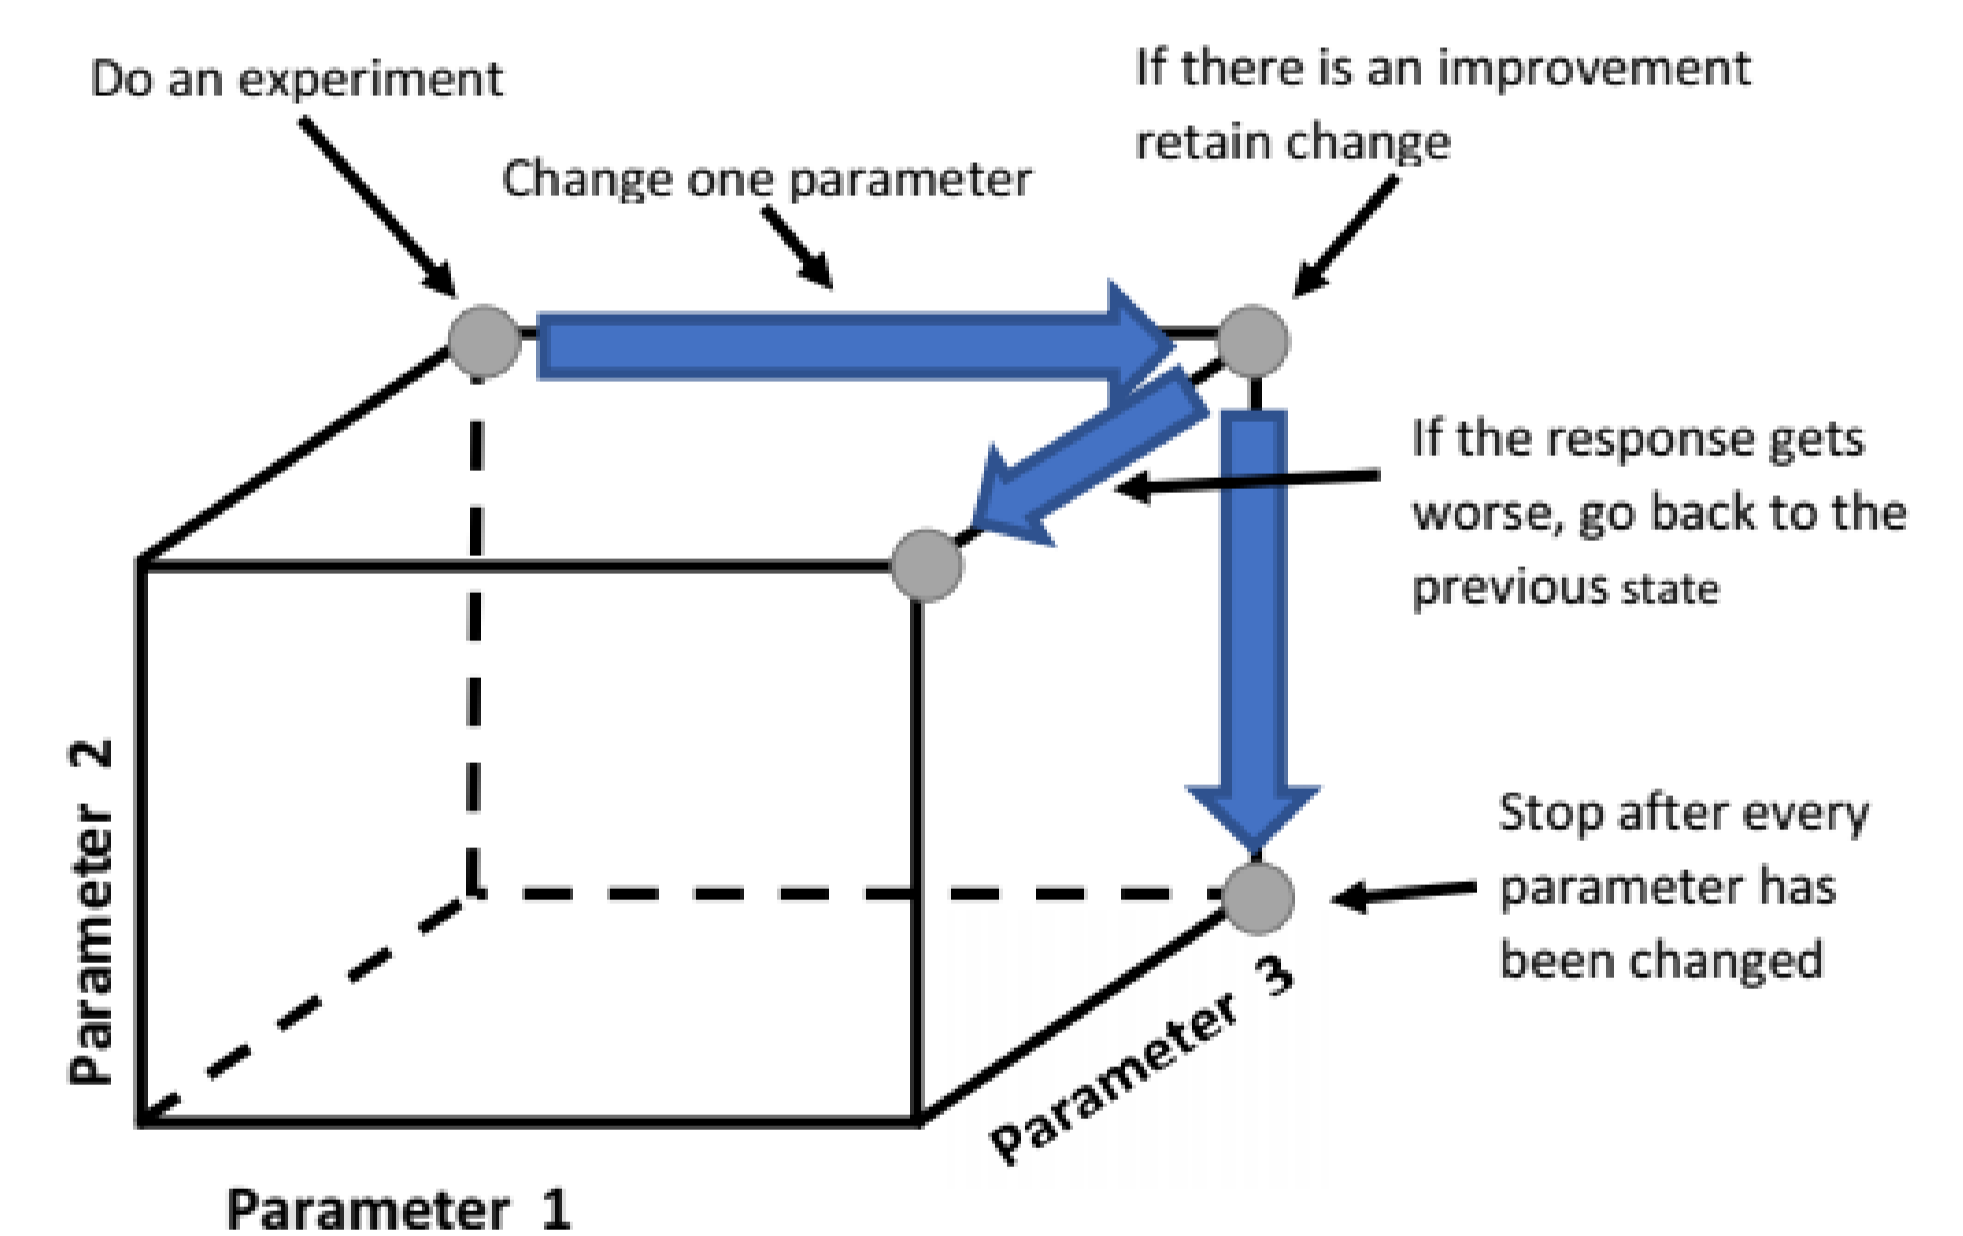 Do an experiment
If there is an improvement
retain change
Change one parameter
If the response gets
worse, go back to the
previous state
Stop after every
parameter has
been changed
Parameter 2
Parameter 3
Parameter 1